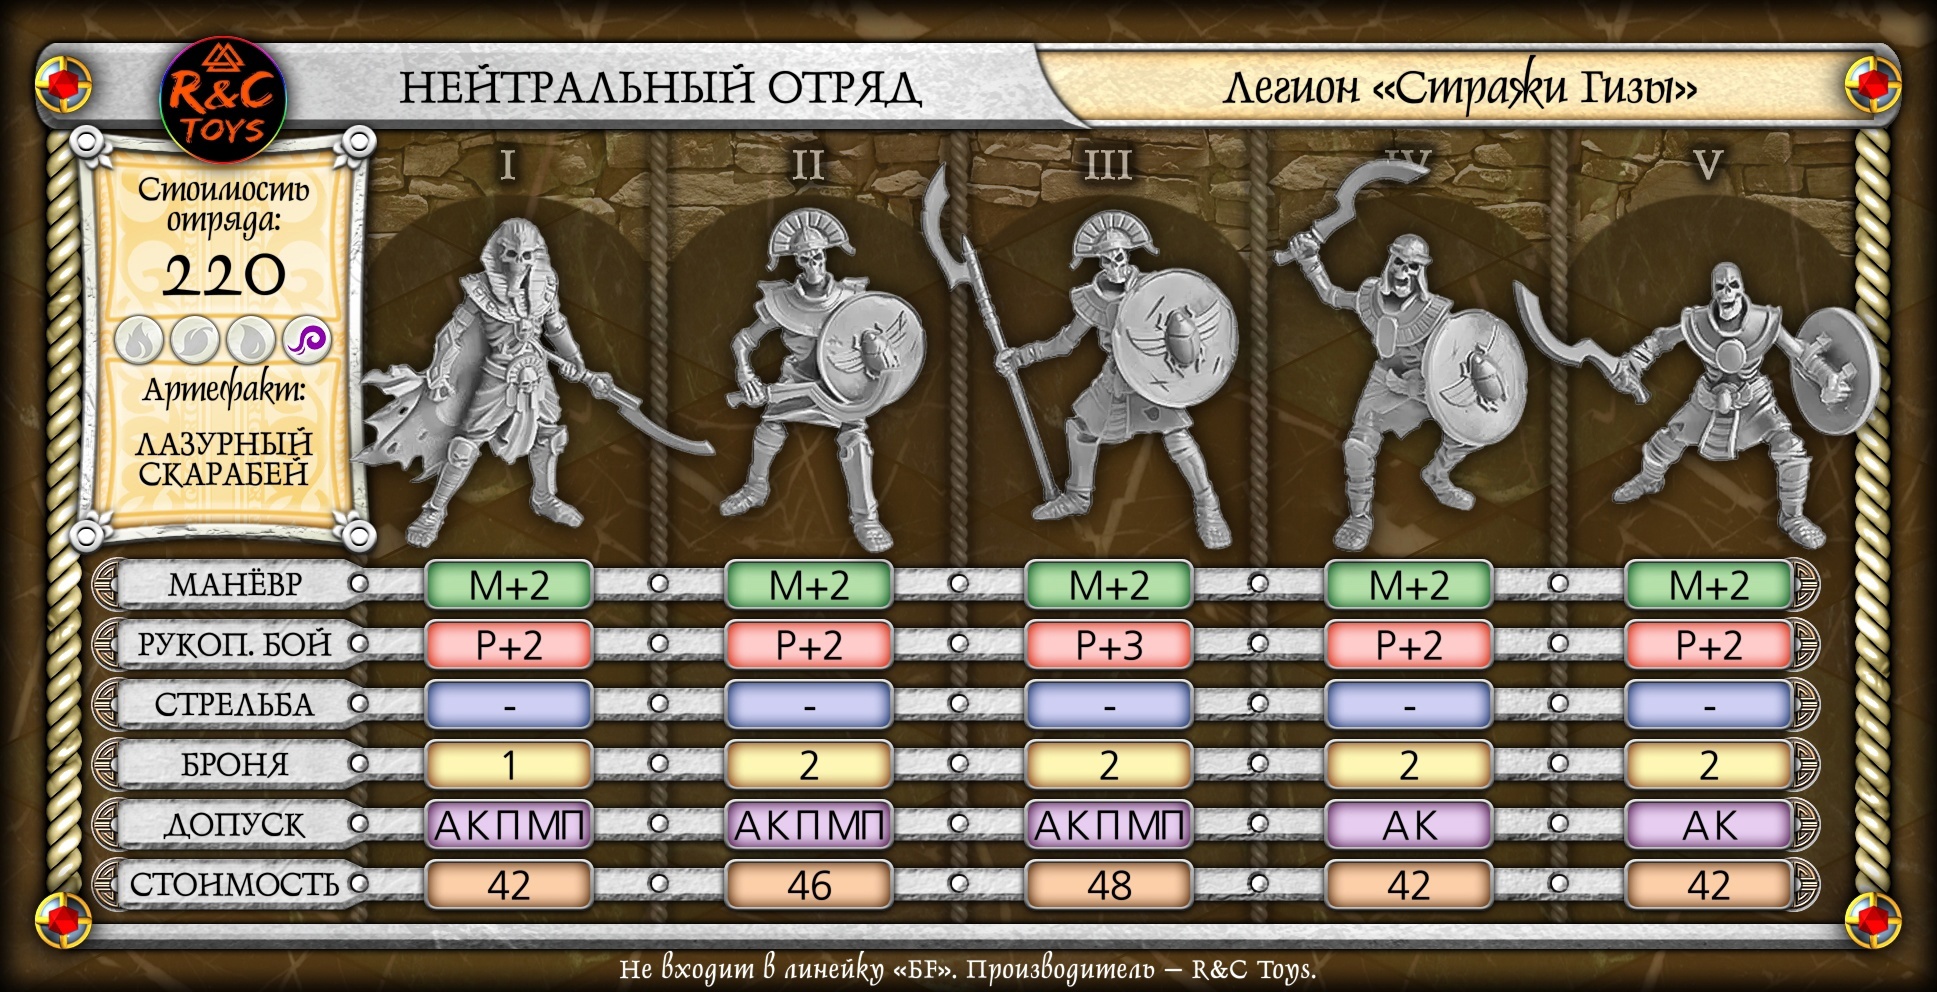 R&C
TOYS
НЕЙТРАЛЬНЫЙ ОТРЯД
Легион «Стражи Гизы»
Стоимость
отряда:
220
Артефакт:
ЛАЗУРНЫЙ
СКАРАБЕЙ
I II III IV V
МАНЁВР M+2 M+2 M+2 M+2 M+2
РУКОП. БОЙ P+2 P+2 P+3 P+2 P+2
СТРЕЛЬБА - - - - -
БРОНЯ 1 2 2 2 2
ДОПУСК АКПМП АКПМП АКПМП АК АК
СТОИМОСТЬ 42 46 48 42 42
Не входит в линейку «БF». Производитель — R&C Toys.